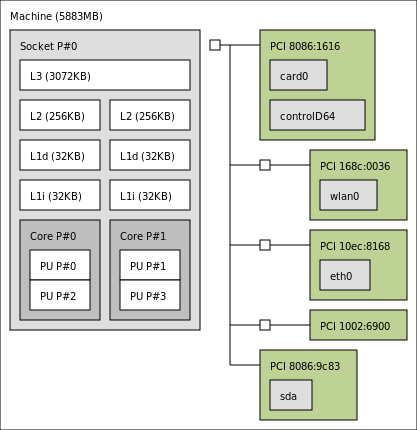 Machine (5883MB)
Socket P#0
L3 (3072KB)
L2 (256KB) L2 (256KB)
L1d (32KB) L1d (32KB)
L1i (32KB) L1i (32KB)
Core P#0 Core P#1
PU P#0 PU P#1
PU P#2 PU P#3
PCI 8086:1616
card0
controlD64
PCI 168c:0036
wlan0
PCI 10ec:8168
eth0
PCI 1002:6900
PCI 8086:9c83
sda